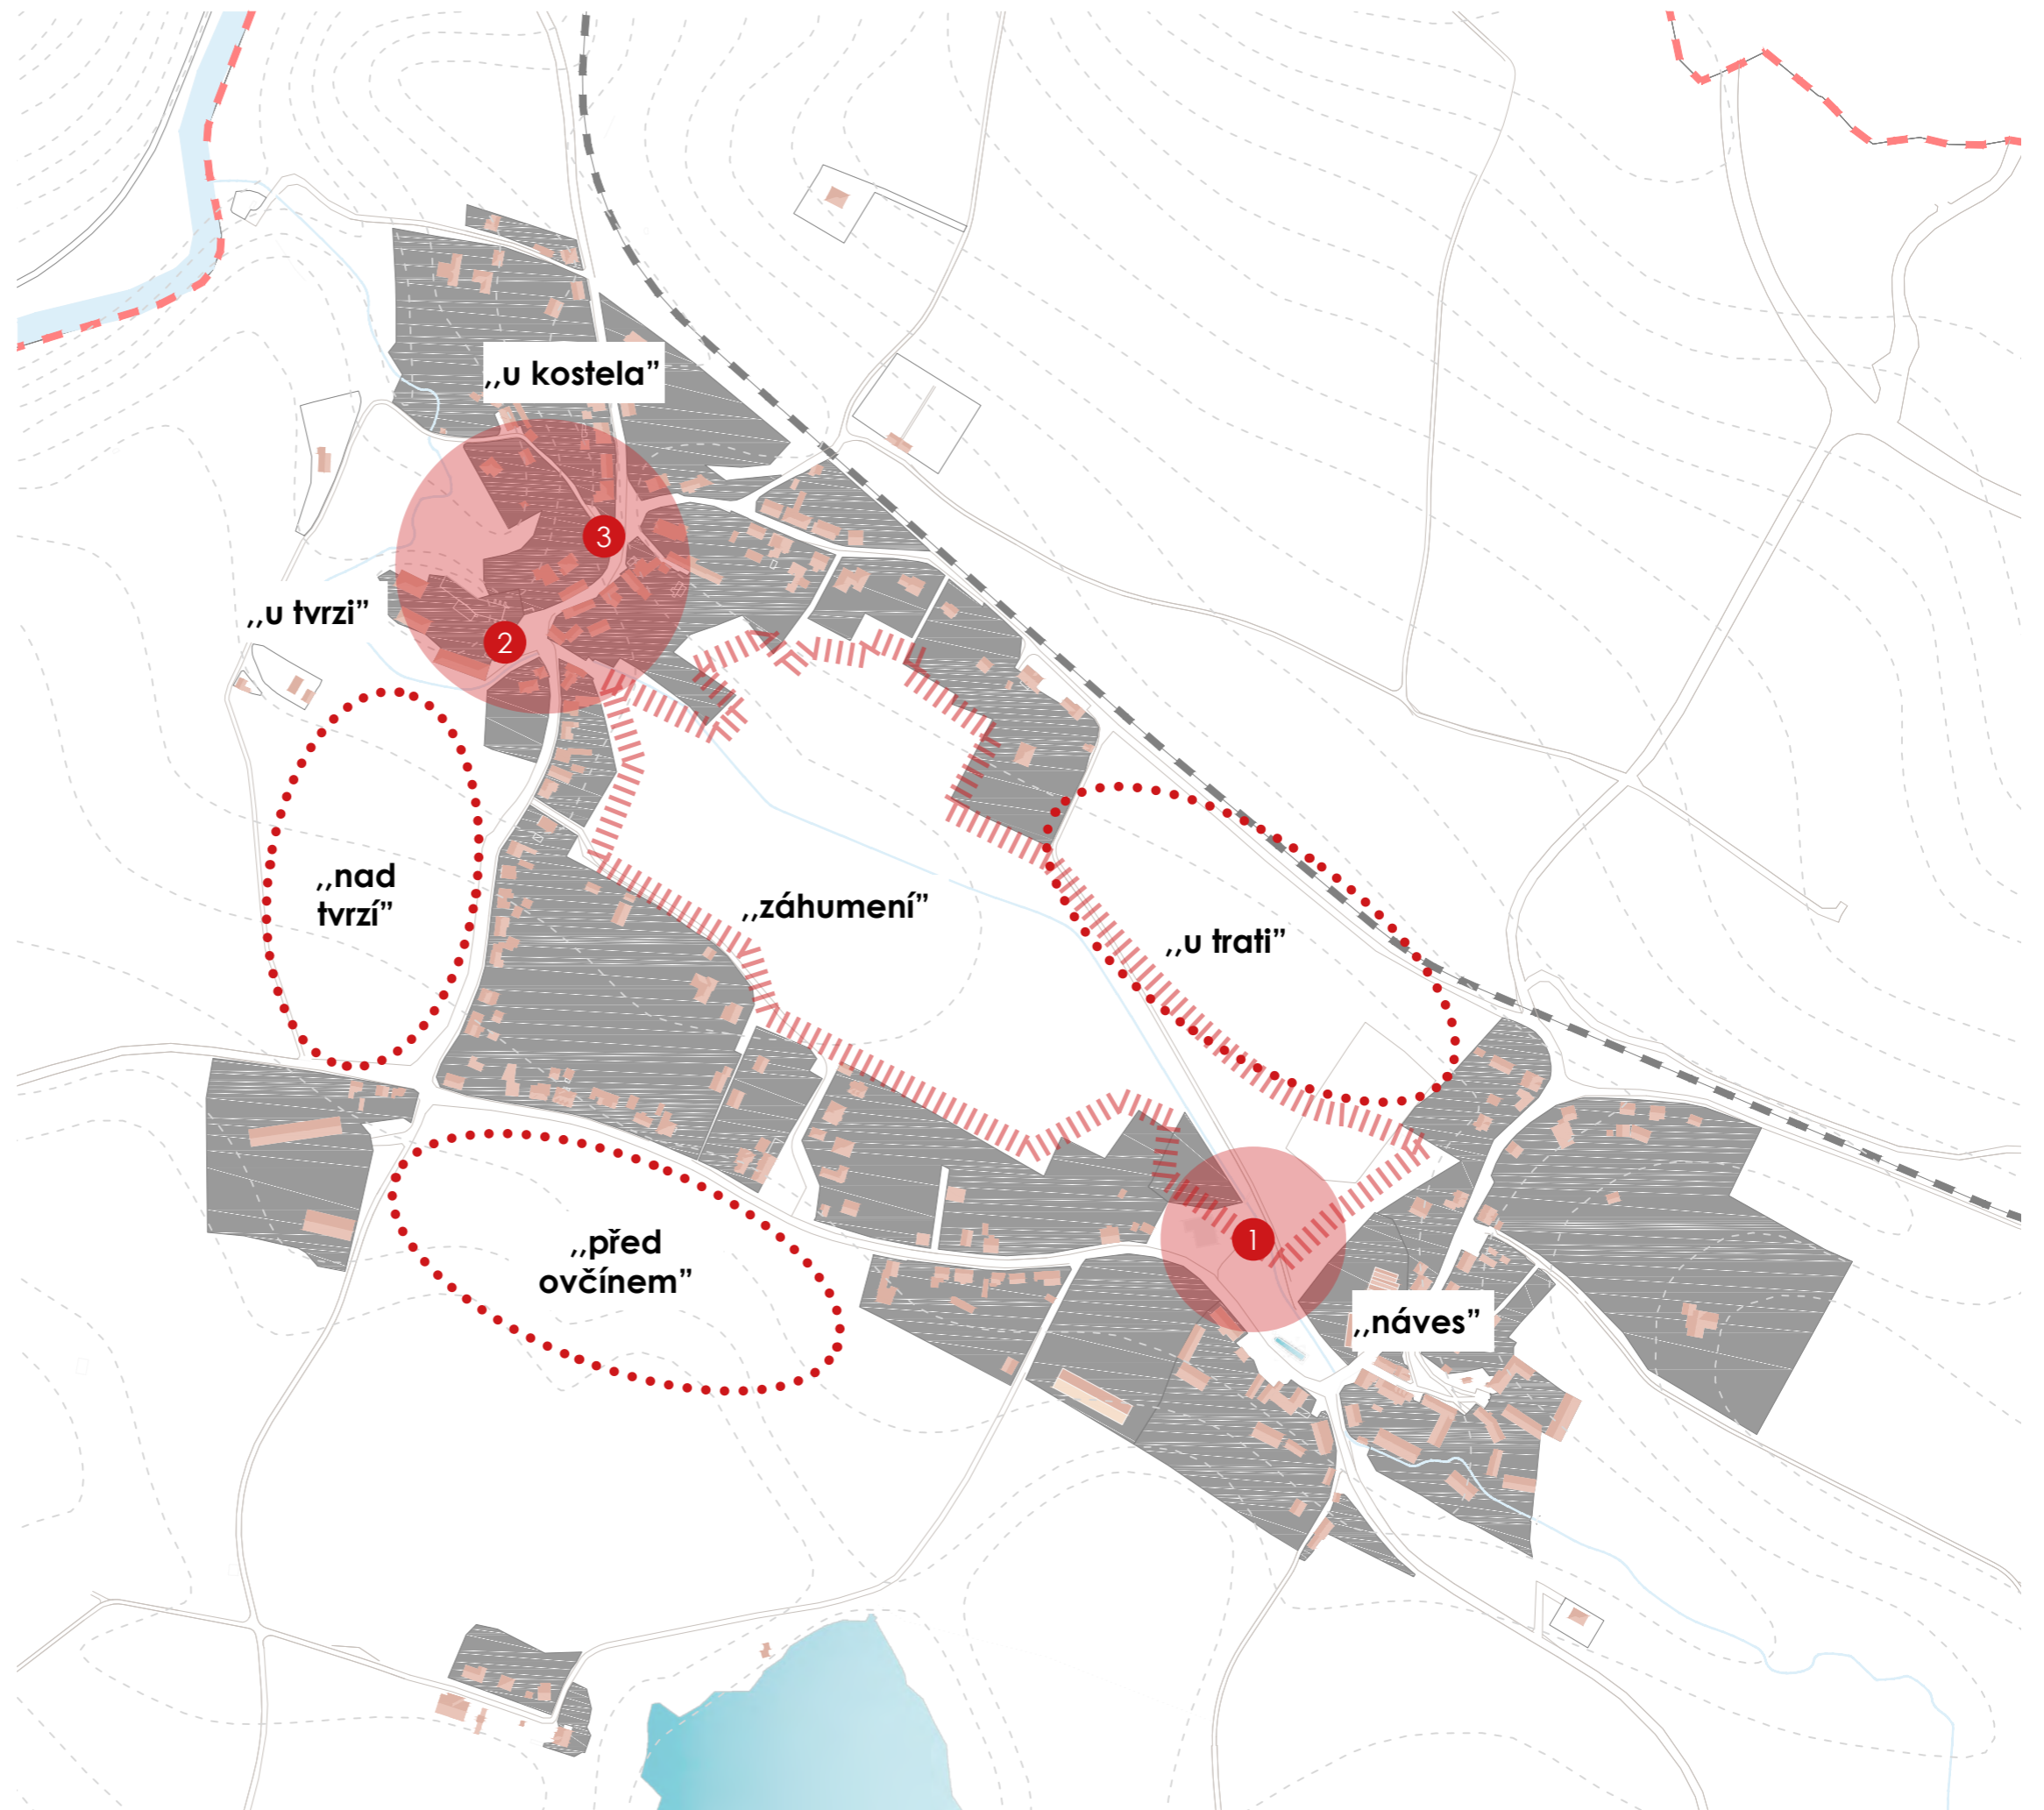 ,,u kostela”
3
,,u tvrzi”
2
,,nad
tvrzí”
,,záhumení”
,,u trati”
,,před
ovčínem”
1
,,náves”